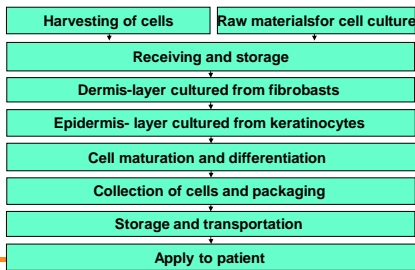 Harvesting of cells
Raw materialsfor cell culture
Receiving and storage
Dermis-layer cultured from fibrobasts
Epidermis- layer cultured from keratinocytes
Cell maturation and differentiation
Collection of cells and packaging
Storage and transportation
Apply to patient